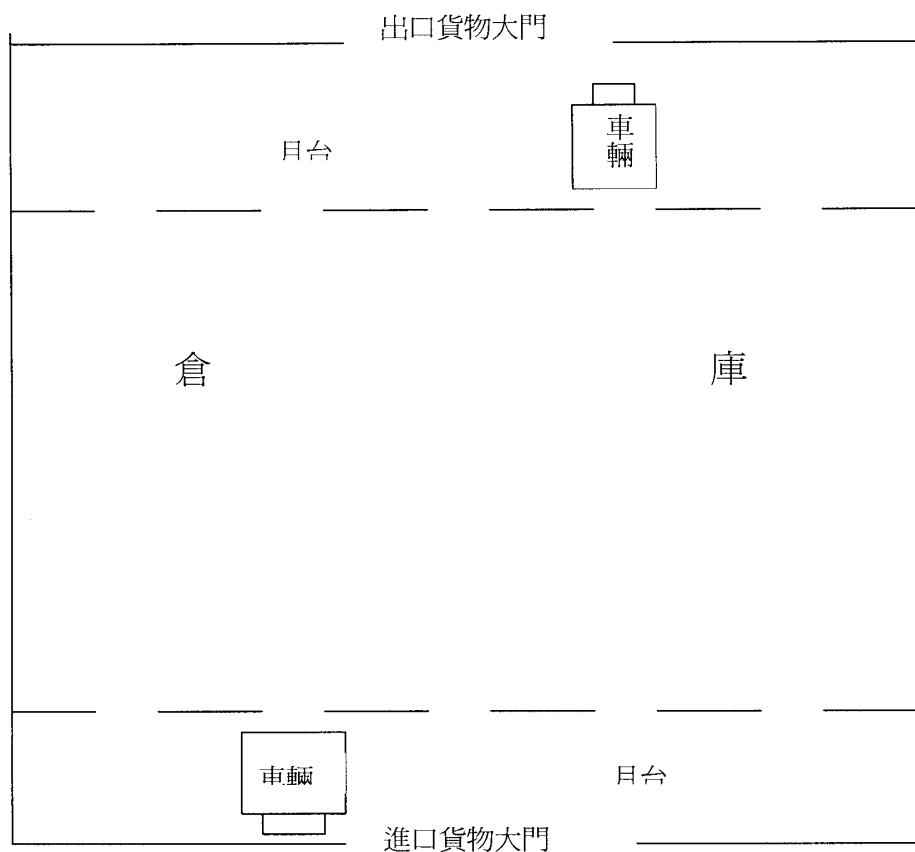 出口貨物大門
車輛
月台
倉 庫
車輛
月台
進口貨物大門